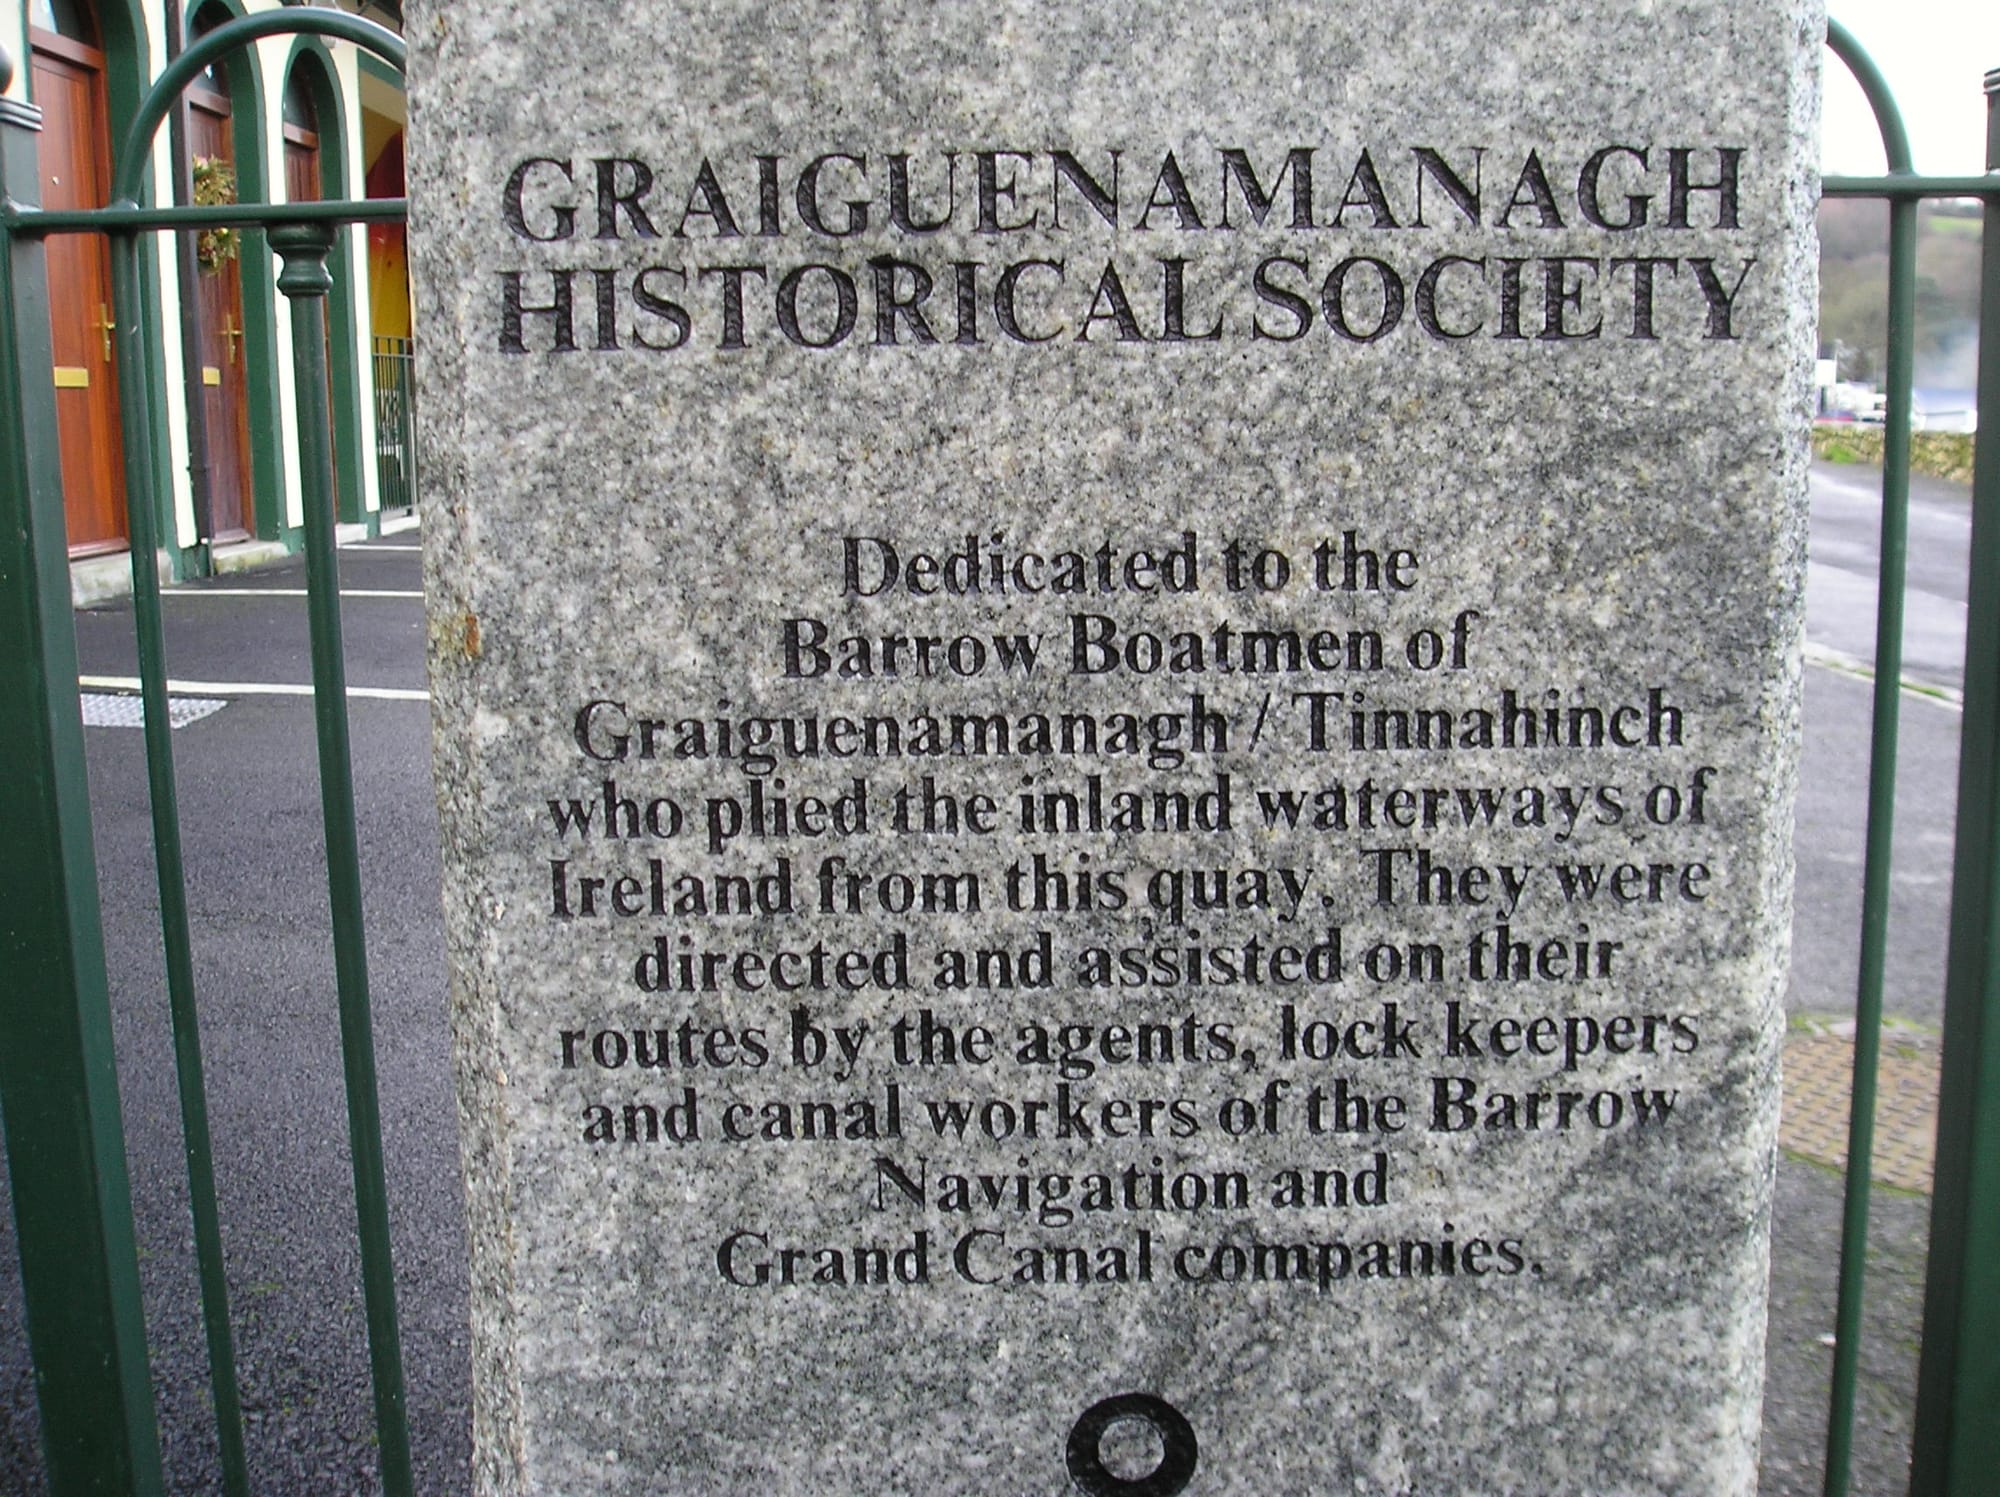 GRAIGUENAMANAGH
HISTORICAL SOCIETY
Dedicated to the
Barrow Boatmen of
Graiguenamanagh / Tinnahinch
who plied the inland waterways of
Ireland from this quay. They were
directed and assisted on their
routes by the agents, lock keepers
and canal workers of the Barrow
Navigation and
Grand Canal companies.